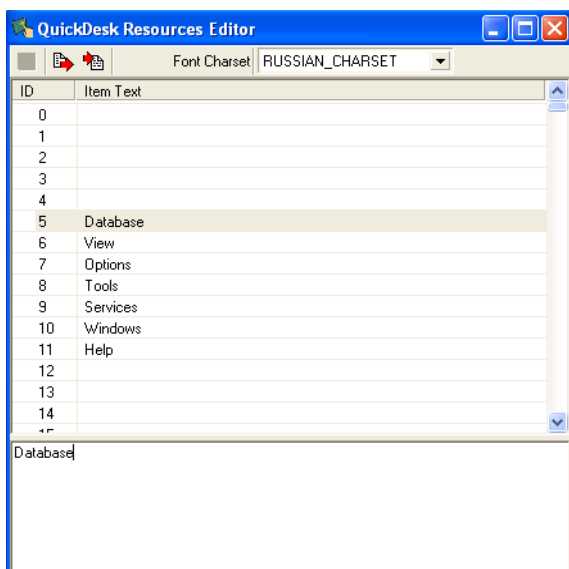 QuickDesk Resources Editor
Font Charset RUSSIAN_CHARSET
ID Item Text
0
1
2
3
4
5 Database
6 View
7 Options
8 Tools
9 Services
10 Windows
11 Help
12
13
14
Database